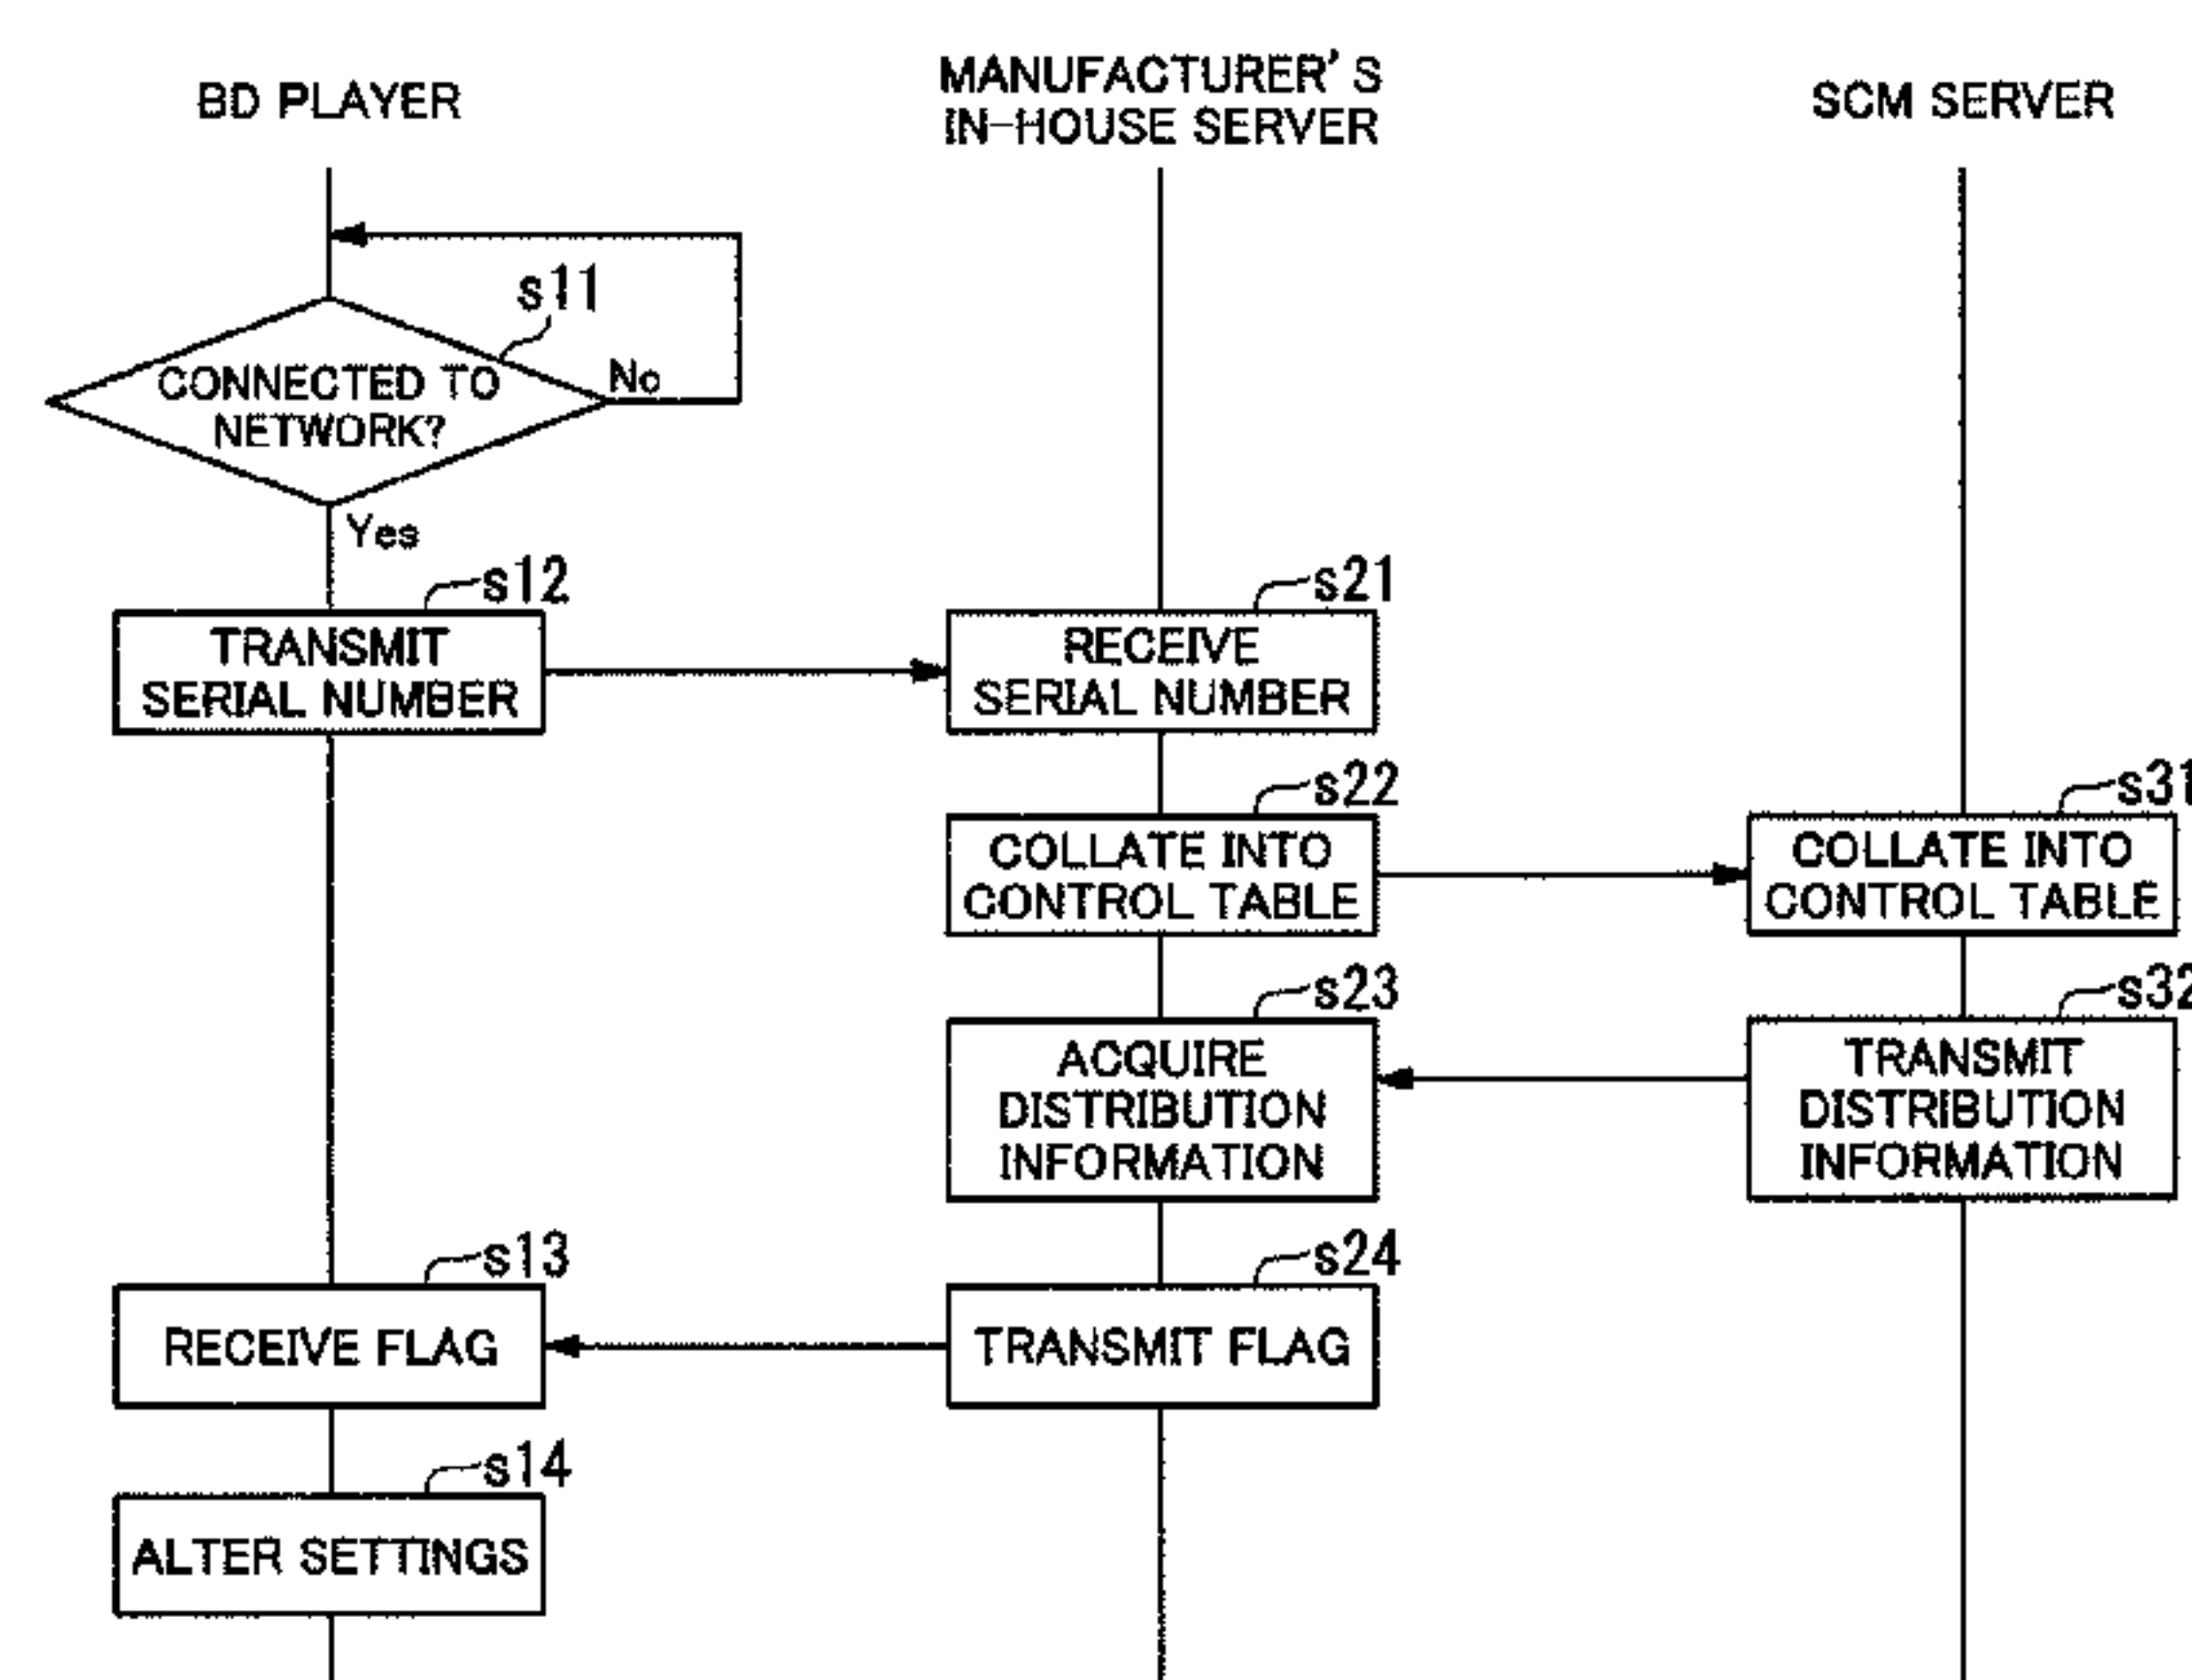 BD PLAYER
MANUFACTURER'S
IN-HOUSE SERVER
SCM SERVER
s11
CONNECTED TO
NETWORK?
No
Yes
s12
TRANSMIT
SERIAL NUMBER
s21
RECEIVE
SERIAL NUMBER
s22
COLLATE INTO
CONTROL TABLE
s31
COLLATE INTO
CONTROL TABLE
s23
ACQUIRE
DISTRIBUTION
INFORMATION
s32
TRANSMIT
DISTRIBUTION
INFORMATION
s13
RECEIVE FLAG
s24
TRANSMIT FLAG
s14
ALTER SETTINGS